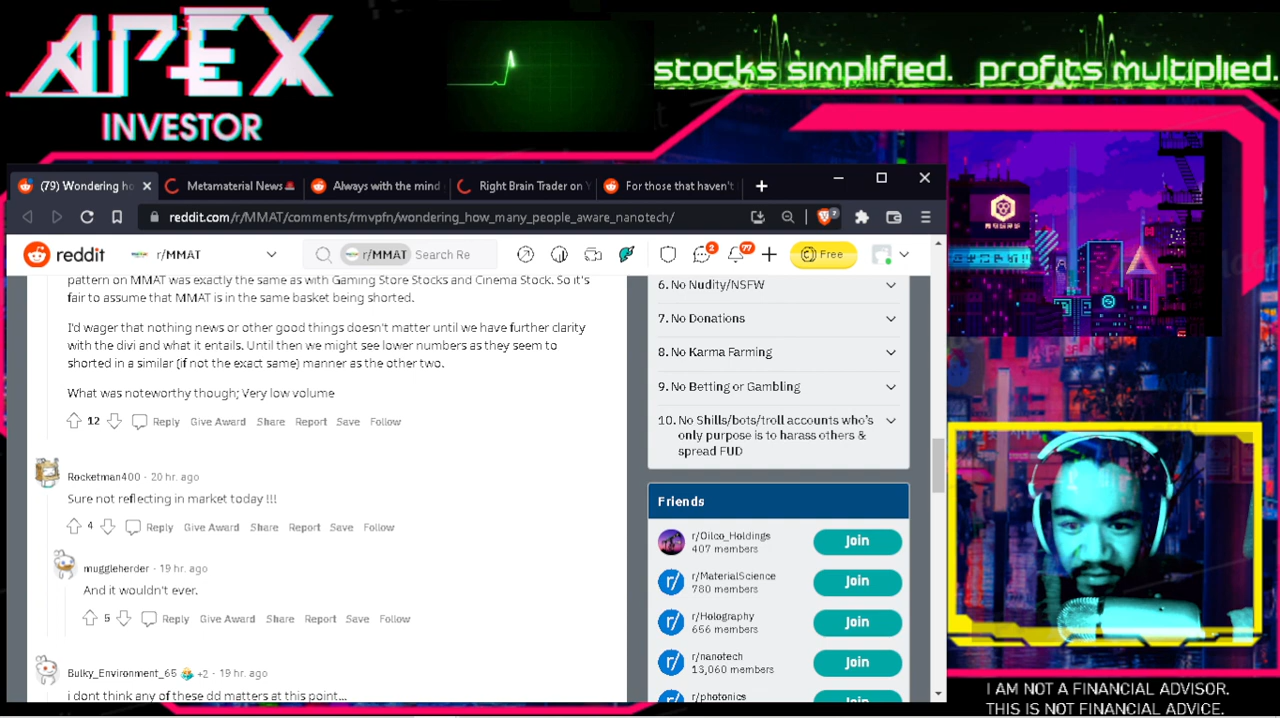 APEX
INVESTOR
stocks simplified. profits multiplied.
(79) Wondering ho
Metamaterial News
Always with the mind
Right Brain Trader on Y
For those that haven't
reddit.com/r/MMAT/comments/rmvpfn/wondering_how_many_people_aware_nanotech/
2
reddit
r/MMAT
r/MMAT
Search Re
2
77
Free
pattern on MMAT was exactly the same as with Gaming Store Stocks and Cinema Stock. So it's
fair to assume that MMAT is in the same basket being shorted.
I'd wager that nothing news or other good things doesn't matter until we have further clarity
with the divi and what it entails. Until then we might see lower numbers as they seem to
shorted in a similar (if not the exact same) manner as the other two.
What was noteworthy though; Very low volume
12 Reply Give Award Share Report Save Follow
Rocketman400 · 20 hr. ago
Sure not reflecting in market today !!!
4 Reply Give Award Share Report Save Follow
muggleherder · 19 hr. ago
And it wouldn't ever.
5 Reply Give Award Share Report Save Follow
Bulky_Environment_65 +2 · 19 hr. ago
i dont think any of these dd matters at this point...
6. No Nudity/NSFW
7. No Donations
8. No Karma Farming
9. No Betting or Gambling
10. No Shills/bots/troll accounts who's
only purpose is to harass others &
spread FUD
Friends
r/Oilco_Holdings
407 members
Join
r/MaterialScience
780 members
Join
r/Holography
656 members
Join
r/nanotech
13,060 members
Join
r/photonics
I AM NOT A FINANCIAL ADVISOR.
THIS IS NOT FINANCIAL ADVICE.